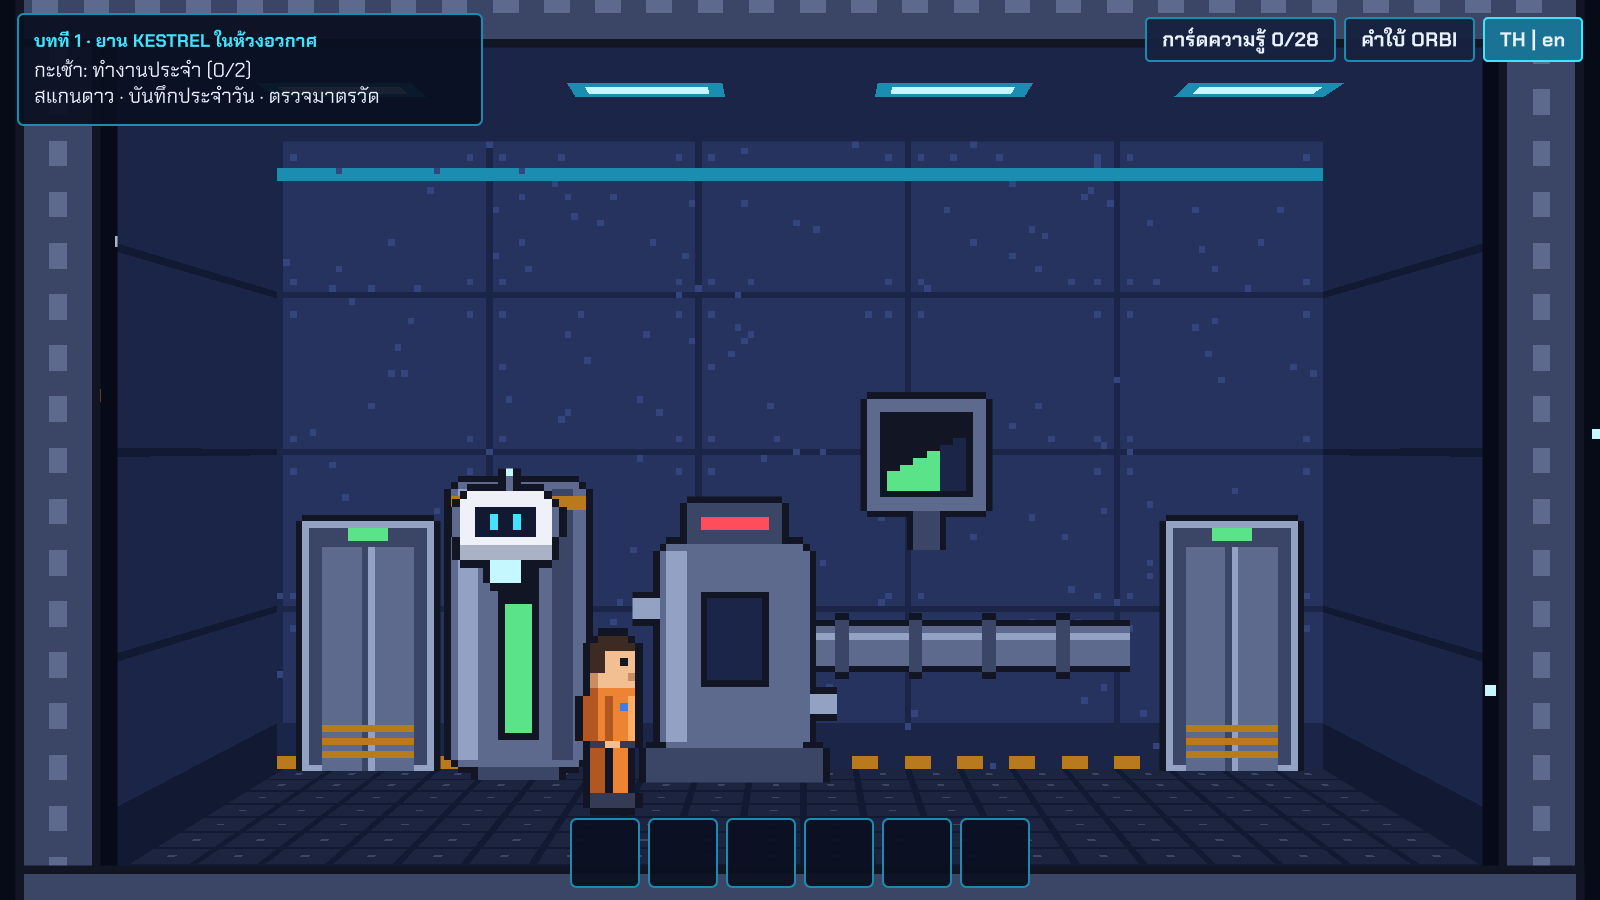 บทที่ 1 · ยาน KESTREL ในห้วงอวกาศ
กะเช้า: ทำงานประจำ (0/2)
สแกนดาว · บันทึกประจำวัน · ตรวจมาตรวัด
การ์ดความรู้ 0/28
คำใบ้ ORBI
TH | en